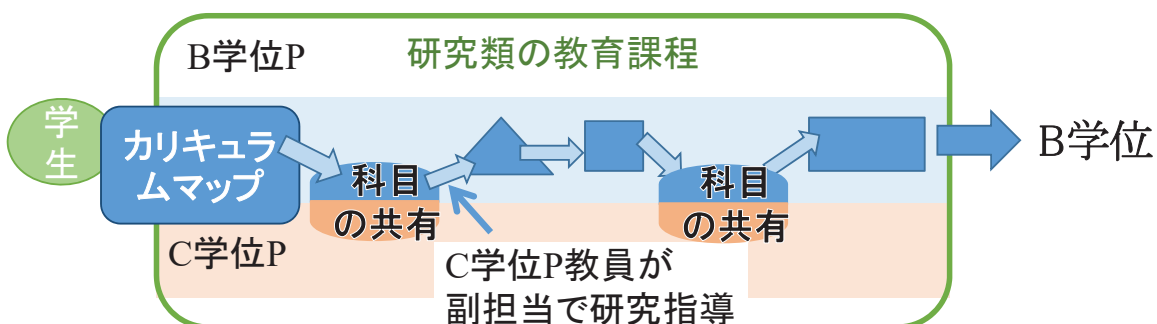 B学位P
研究類の教育課程
学
生
カリキュラ
ムマップ
科目
の共有
科目
の共有
B学位
C学位P
C学位P教員が
副担当で研究指導